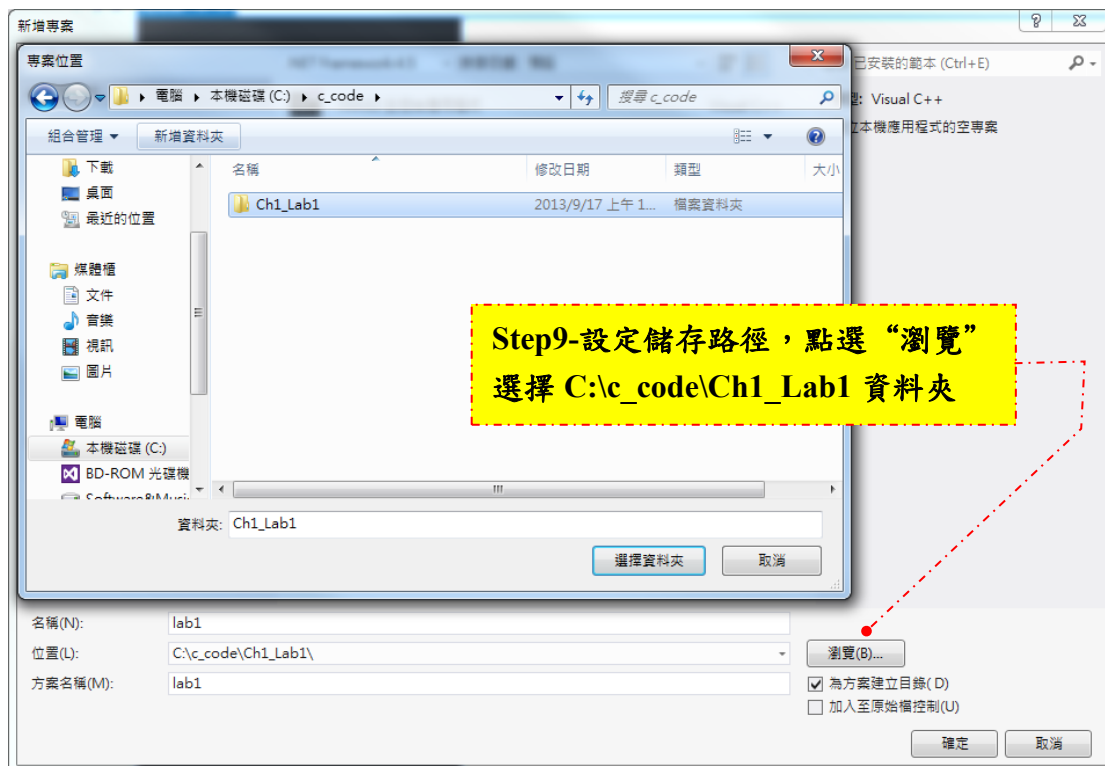 新增專案
專案位置
已安裝的範本 (Ctrl+E)
電腦 本機磁碟 (C:) c_code 搜尋 c_code
Visual C++
組合管理 新增資料夾
立本機應用程式的空專案
下載
桌面
最近的位置
名稱 修改日期 類型 大小
Ch1_Lab1 2013/9/17 上午 1... 檔案資料夾
媒體櫃
文件
音樂
視訊
圖片
電腦
本機磁碟 (C:)
BD-ROM 光碟機
Step9-設定儲存路徑，點選“瀏覽”
選擇 C:\c_code\Ch1_Lab1 資料夾
資料夾: Ch1_Lab1
選擇資料夾 取消
名稱(N): lab1
位置(L): C:\c_code\Ch1_Lab1\ 瀏覽(B)...
方案名稱(M): lab1 為方案建立目錄( D)
加入至原始檔控制(U)
確定 取消